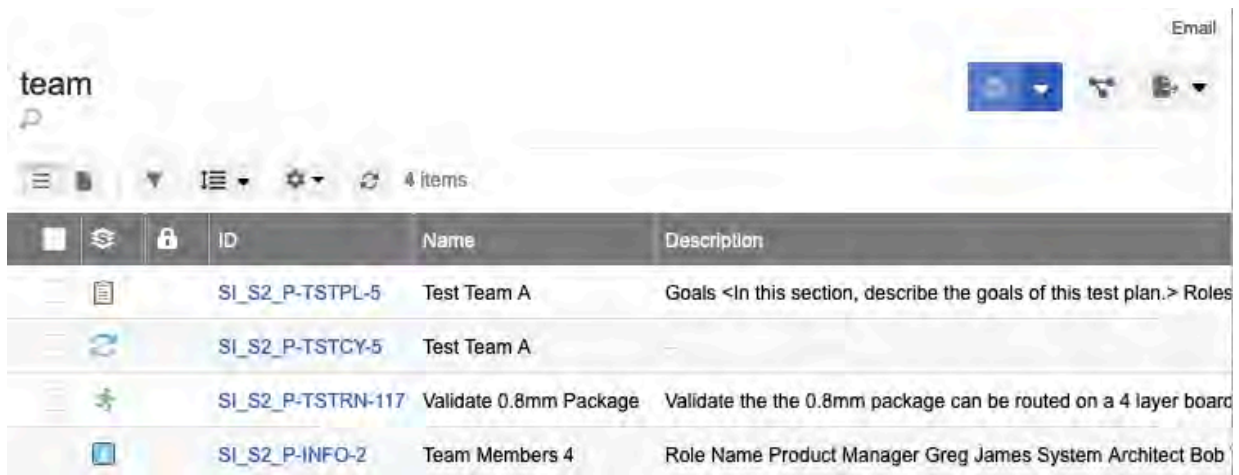 Email
team
4 items
ID Name Description
SI_S2_P-TSTPL-5 Test Team A Goals <In this section, describe the goals of this test plan.> Roles
SI_S2_P-TSTCY-5 Test Team A
SI_S2_P-TSTRN-117 Validate 0.8mm Package Validate the the 0.8mm package can be routed on a 4 layer board
SI_S2_P-INFO-2 Team Members 4 Role Name Product Manager Greg James System Architect Bob